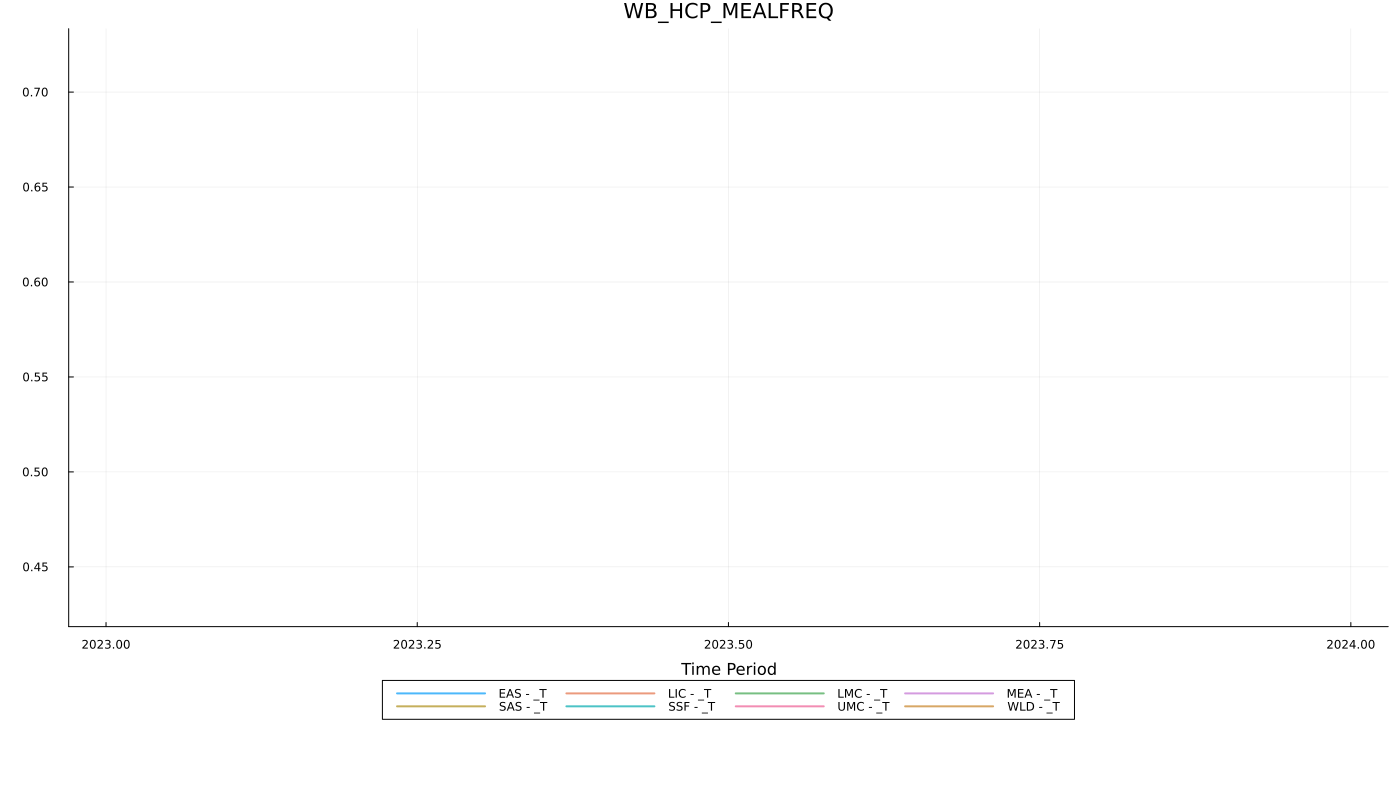 WB_HCP_MEALFREQ
0.70
0.65
0.60
0.55
0.50
0.45
2023.00 2023.25 2023.50 2023.75 2024.00
Time Period
EAS - _T LIC - _T LMC - _T MEA - _T
SAS - _T SSF - _T UMC - _T WLD - _T